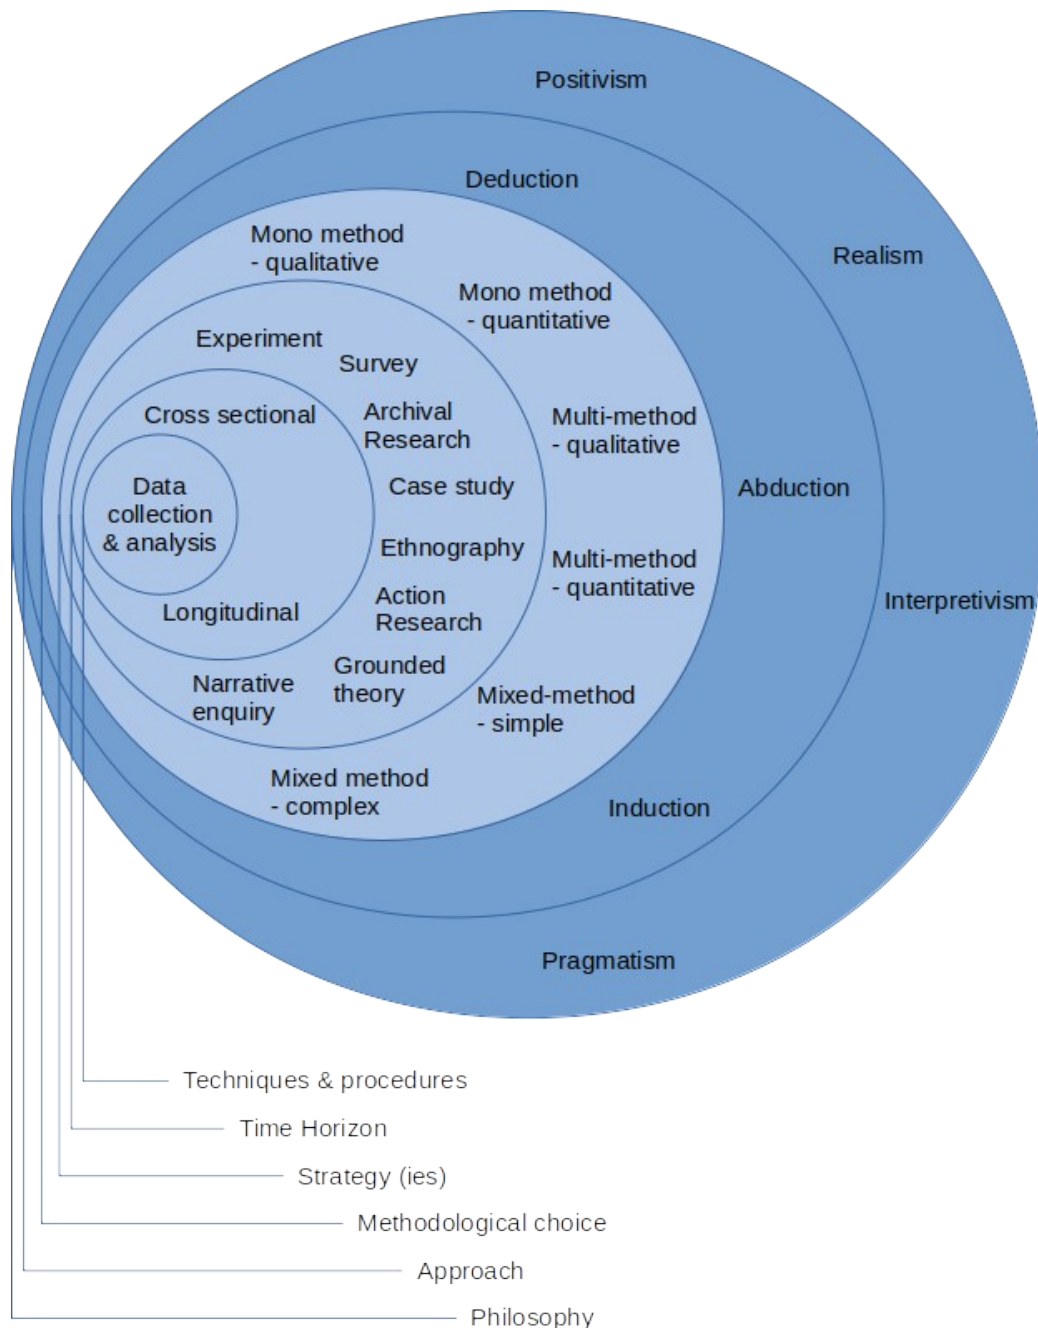 Positivism
Deduction
Mono method
- qualitative
Realism
Mono method
- quantitative
Experiment
Survey
Cross sectional
Archival
Research
Multi-method
- qualitative
Data
collection
& analysis
Case study
Abduction
Ethnography
Multi-method
- quantitative
Longitudinal
Action
Research
Interpretivism
Narrative
enquiry
Grounded
theory
Mixed-method
- simple
Mixed method
- complex
Induction
Pragmatism
Techniques & procedures
Time Horizon
Strategy (ies)
Methodological choice
Approach
Philosophy